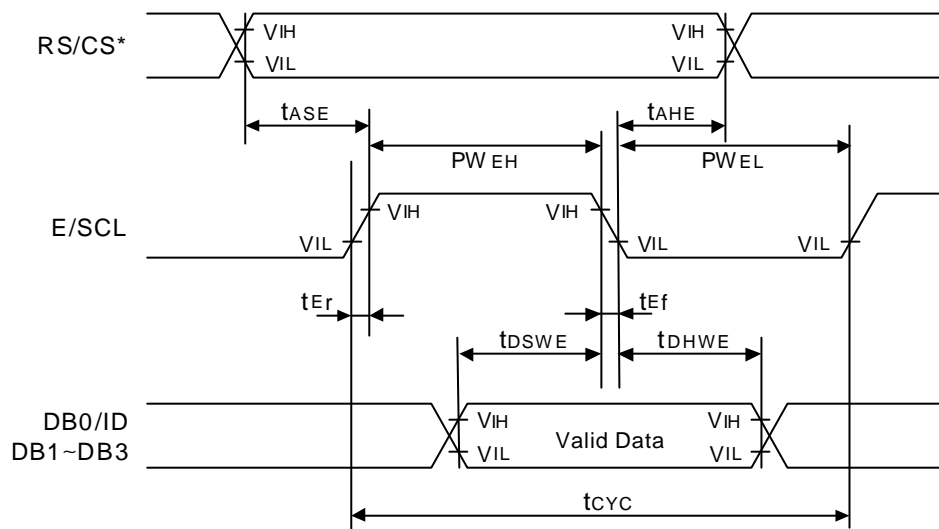 RS/CS*
VIH
VIH
VIL
VIL
tASE
tAHE
PWEH
PWEL
E/SCL
VIH
VIH
VIL
VIL
VIL
tEr
tEf
tDSWE
tDHWE
DB0/ID
DB1~DB3
VIH
VIH
Valid Data
VIL
VIL
tCYC